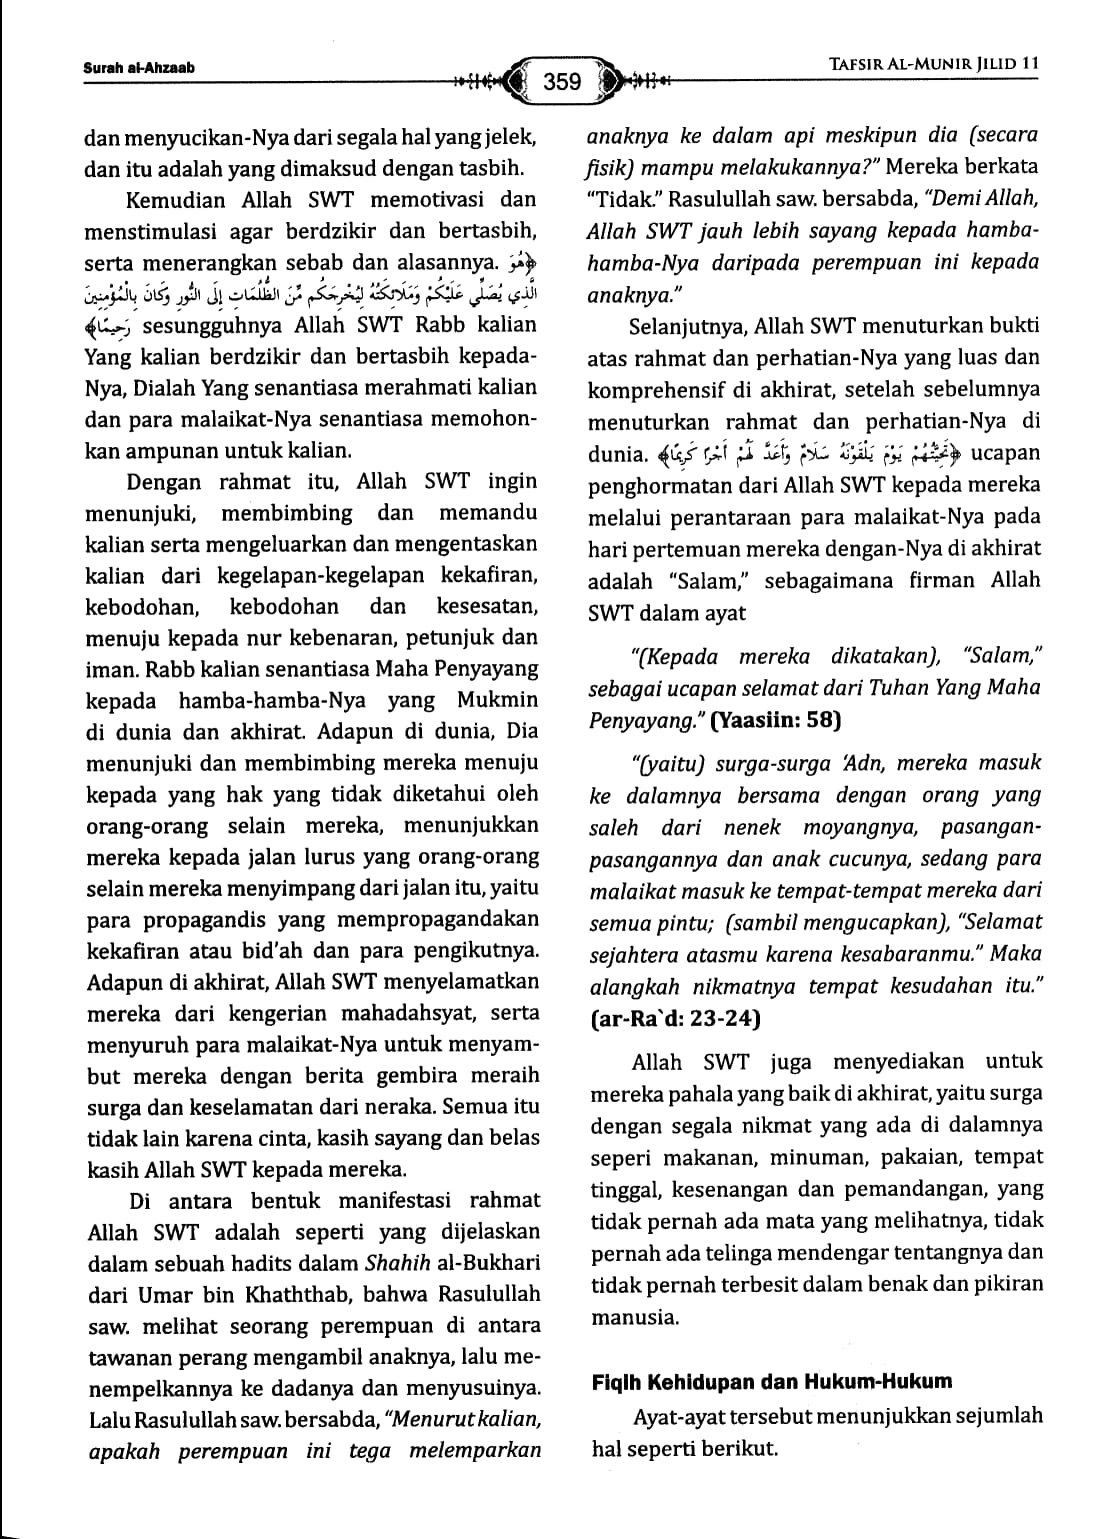 Surah al-Ahzaab
359
TAFSIR AL-MUNIR JILID 11
dan menyucikan-Nya dari segala hal yang jelek,
dan itu adalah yang dimaksud dengan tasbih.
Kemudian Allah SWT memotivasi dan
menstimulasi agar berdzikir dan bertasbih,
serta menerangkan sebab dan alasannya. ﴿هُوَ
الَّذِي يُصَلِّي عَلَيْكُمْ وَمَلَائِكَتُهُ لِيُخْرِجَكُم مِّنَ الظُّلُمَاتِ إِلَى النُّورِ وَكَانَ بِالْمُؤْمِنِينَ
رَحِيمًا﴾ sesungguhnya Allah SWT Rabb kalian
Yang kalian berdzikir dan bertasbih kepada-
Nya, Dialah Yang senantiasa merahmati kalian
dan para malaikat-Nya senantiasa memohon-
kan ampunan untuk kalian.
Dengan rahmat itu, Allah SWT ingin
menunjuki, membimbing dan memandu
kalian serta mengeluarkan dan mengentaskan
kalian dari kegelapan-kegelapan kekafiran,
kebodohan, kebodohan dan kesesatan,
menuju kepada nur kebenaran, petunjuk dan
iman. Rabb kalian senantiasa Maha Penyayang
kepada hamba-hamba-Nya yang Mukmin
di dunia dan akhirat. Adapun di dunia, Dia
menunjuki dan membimbing mereka menuju
kepada yang hak yang tidak diketahui oleh
orang-orang selain mereka, menunjukkan
mereka kepada jalan lurus yang orang-orang
selain mereka menyimpang dari jalan itu, yaitu
para propagandis yang mempropagandakan
kekafiran atau bid'ah dan para pengikutnya.
Adapun di akhirat, Allah SWT menyelamatkan
mereka dari kengerian mahadahsyat, serta
menyuruh para malaikat-Nya untuk menyam-
but mereka dengan berita gembira meraih
surga dan keselamatan dari neraka. Semua itu
tidak lain karena cinta, kasih sayang dan belas
kasih Allah SWT kepada mereka.
Di antara bentuk manifestasi rahmat
Allah SWT adalah seperti yang dijelaskan
dalam sebuah hadits dalam Shahih al-Bukhari
dari Umar bin Khaththab, bahwa Rasulullah
saw. melihat seorang perempuan di antara
tawanan perang mengambil anaknya, lalu me-
nempelkannya ke dadanya dan menyusuinya.
Lalu Rasulullah saw. bersabda, “Menurut kalian,
apakah perempuan ini tega melemparkan
anaknya ke dalam api meskipun dia (secara
fisik) mampu melakukannya?” Mereka berkata
“Tidak.” Rasulullah saw. bersabda, “Demi Allah,
Allah SWT jauh lebih sayang kepada hamba-
hamba-Nya daripada perempuan ini kepada
anaknya.”
Selanjutnya, Allah SWT menuturkan bukti
atas rahmat dan perhatian-Nya yang luas dan
komprehensif di akhirat, setelah sebelumnya
menuturkan rahmat dan perhatian-Nya di
dunia. ﴿تَحِيَّتُهُمْ يَوْمَ يَلْقَوْنَهُ سَلَامٌ وَأَعَدَّ لَهُمْ أَجْرًا كَرِيمًا﴾ ucapan
penghormatan dari Allah SWT kepada mereka
melalui perantaraan para malaikat-Nya pada
hari pertemuan mereka dengan-Nya di akhirat
adalah “Salam,” sebagaimana firman Allah
SWT dalam ayat
“(Kepada mereka dikatakan), “Salam,”
sebagai ucapan selamat dari Tuhan Yang Maha
Penyayang.” (Yaasiin: 58)
“(yaitu) surga-surga ‘Adn, mereka masuk
ke dalamnya bersama dengan orang yang
saleh dari nenek moyangnya, pasangan-
pasangannya dan anak cucunya, sedang para
malaikat masuk ke tempat-tempat mereka dari
semua pintu; (sambil mengucapkan), “Selamat
sejahtera atasmu karena kesabaranmu.” Maka
alangkah nikmatnya tempat kesudahan itu.”
(ar-Ra`d: 23-24)
Allah SWT juga menyediakan untuk
mereka pahala yang baik di akhirat, yaitu surga
dengan segala nikmat yang ada di dalamnya
seperi makanan, minuman, pakaian, tempat
tinggal, kesenangan dan pemandangan, yang
tidak pernah ada mata yang melihatnya, tidak
pernah ada telinga mendengar tentangnya dan
tidak pernah terbesit dalam benak dan pikiran
manusia.
Fiqih Kehidupan dan Hukum-Hukum
Ayat-ayat tersebut menunjukkan sejumlah
hal seperti berikut.